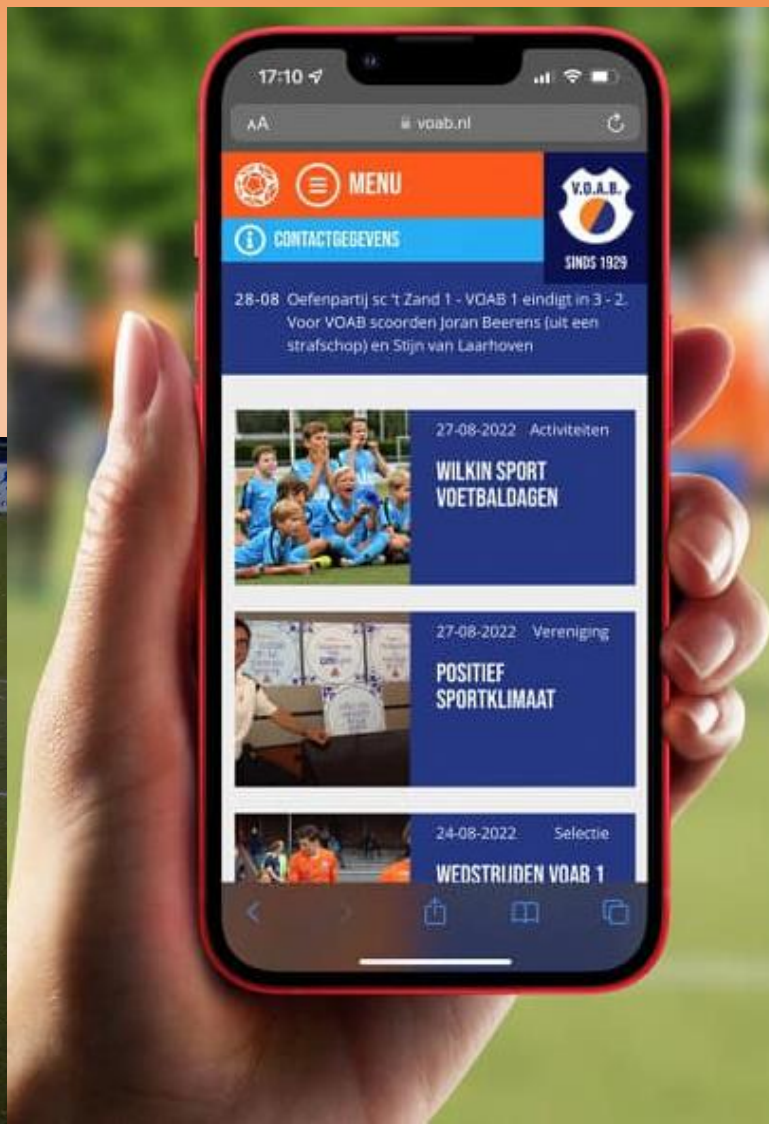 17:10
AA
voab.nl
MENU
V.O.A.B.
CONTACTGEGEVENS
SINDS 1929
28-08 Oefenpartij sc 't Zand 1 - VOAB 1 eindigt in 3 - 2.
Voor VOAB scoorden Joran Beerens (uit een
strafschop) en Stijn van Laarhoven
27-08-2022 Activiteiten
WILKIN SPORT
VOETBALDAGEN
27-08-2022 Vereniging
POSITIEF
SPORTKLIMAAT
24-08-2022 Selectie
WEDSTRIJDEN VOAB 1